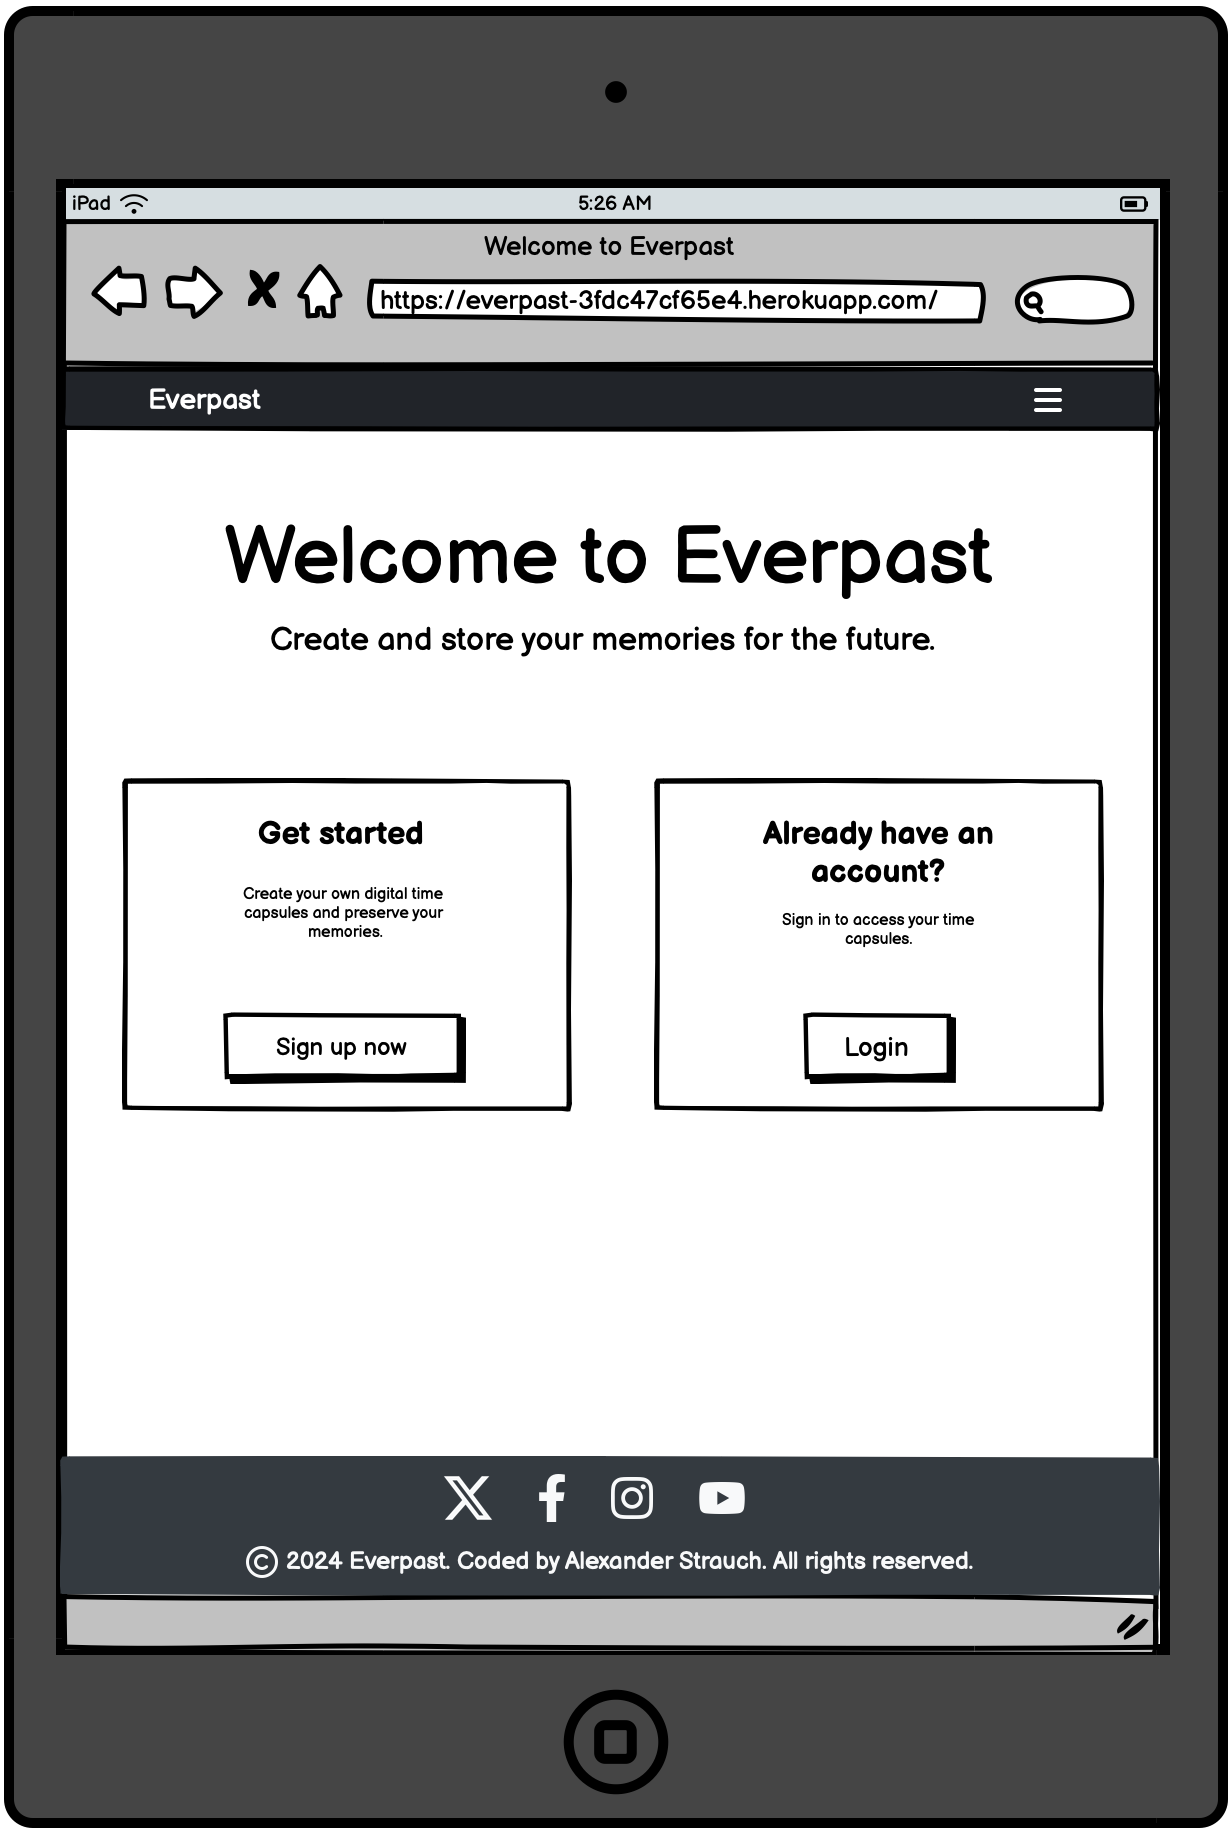 iPad
5:26 AM
Welcome to Everpast
https://everpast-3fdc47cf65e4.herokuapp.com/
Everpast
Welcome to Everpast
Create and store your memories for the future.
Get started
Create your own digital time
capsules and preserve your
memories.
Sign up now
Already have an
account?
Sign in to access your time
capsules.
Login
© 2024 Everpast. Coded by Alexander Strauch. All rights reserved.